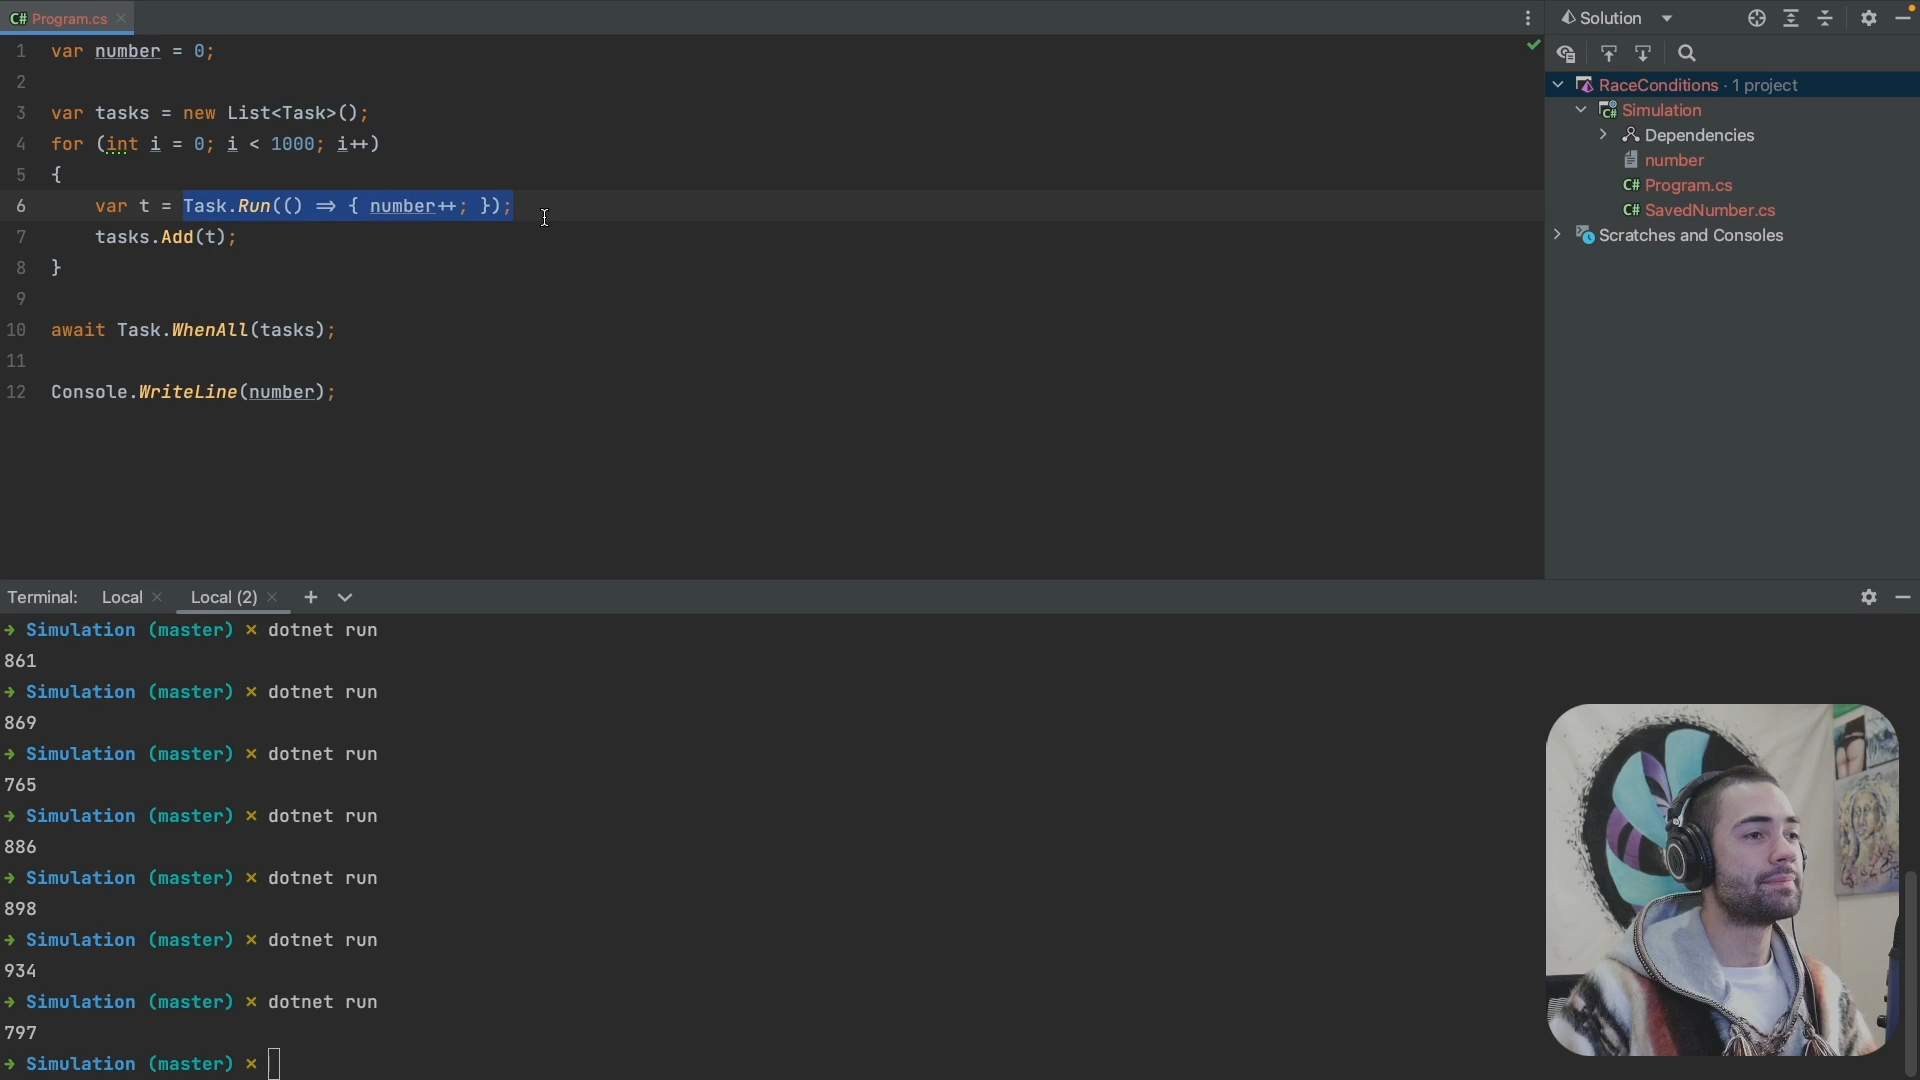 C# Program.cs
1 var number = 0;
2
3 var tasks = new List<Task>();
4 for (int i = 0; i < 1000; i++)
5 {
6 var t = Task.Run(() => { number++; });
7 tasks.Add(t);
8 }
9
10 await Task.WhenAll(tasks);
11
12 Console.WriteLine(number);
Solution
RaceConditions · 1 project
C# Simulation
Dependencies
number
C# Program.cs
C# SavedNumber.cs
Scratches and Consoles
Terminal: Local Local (2)
Simulation (master) × dotnet run
861
Simulation (master) × dotnet run
869
Simulation (master) × dotnet run
765
Simulation (master) × dotnet run
886
Simulation (master) × dotnet run
898
Simulation (master) × dotnet run
934
Simulation (master) × dotnet run
797
Simulation (master) ×